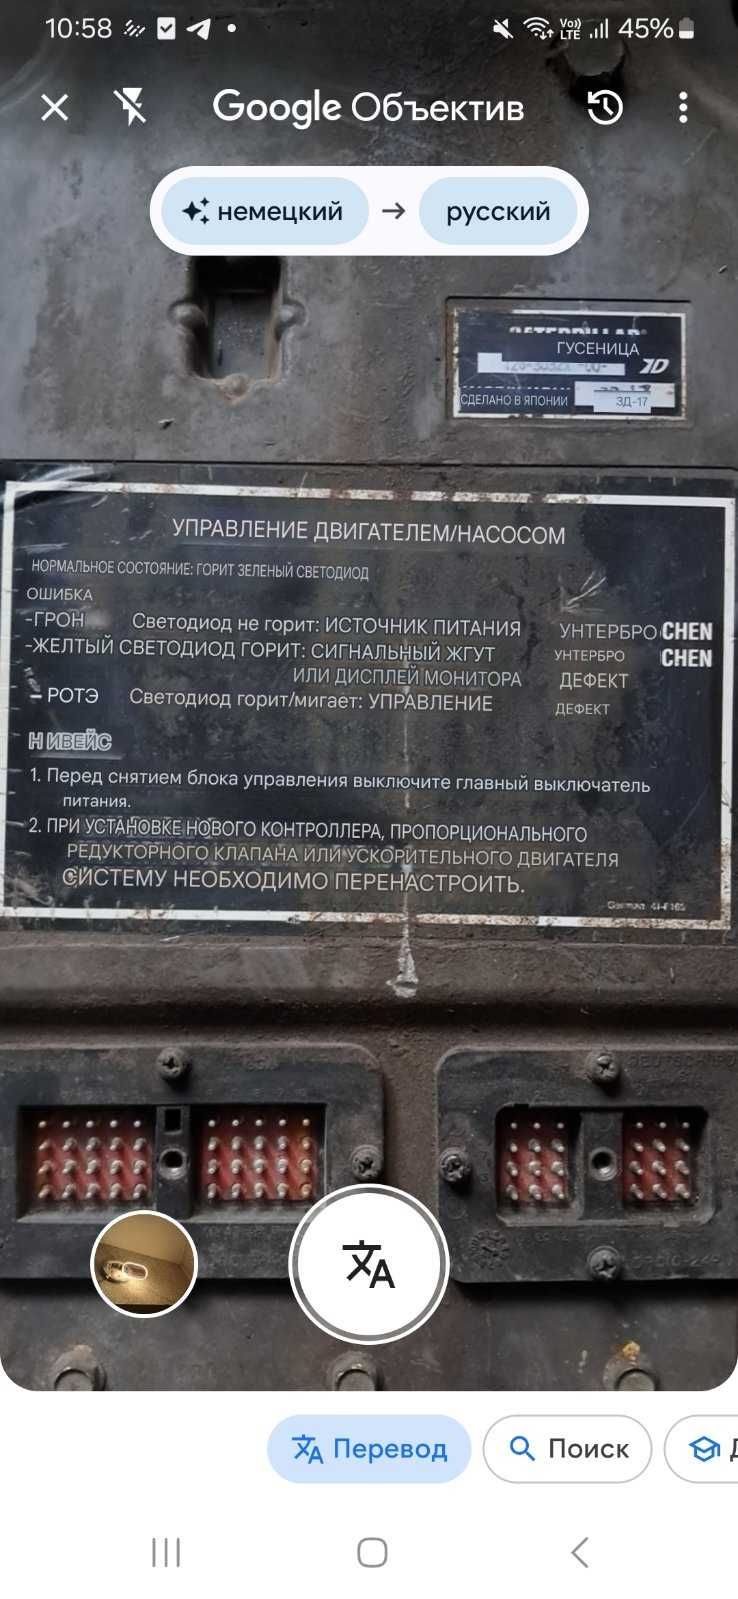 10:58
Vo))
LTE
45%
Google Объектив
немецкий → русский
ГУСЕНИЦА
СДЕЛАНО В ЯПОНИИ
ЗД-17
УПРАВЛЕНИЕ ДВИГАТЕЛЕМ/НАСОСОМ
НОРМАЛЬНОЕ СОСТОЯНИЕ: ГОРИТ ЗЕЛЕНЫЙ СВЕТОДИОД
ОШИБКА
-ГРОН Светодиод не горит: ИСТОЧНИК ПИТАНИЯ УНТЕРБРО CHEN
-ЖЕЛТЫЙ СВЕТОДИОД ГОРИТ: СИГНАЛЬНЫЙ ЖГУТ УНТЕРБРО CHEN
ИЛИ ДИСПЛЕЙ МОНИТОРА ДЕФЕКТ
– РОТЭ Светодиод горит/мигает: УПРАВЛЕНИЕ ДЕФЕКТ
Н ИВЕЙС
1. Перед снятием блока управления выключите главный выключатель
питания.
2. ПРИ УСТАНОВКЕ НОВОГО КОНТРОЛЛЕРА, ПРОПОРЦИОНАЛЬНОГО
РЕДУКТОРНОГО КЛАПАНА ИЛИ УСКОРИТЕЛЬНОГО ДВИГАТЕЛЯ
СИСТЕМУ НЕОБХОДИМО ПЕРЕНАСТРОИТЬ.
Перевод
Поиск